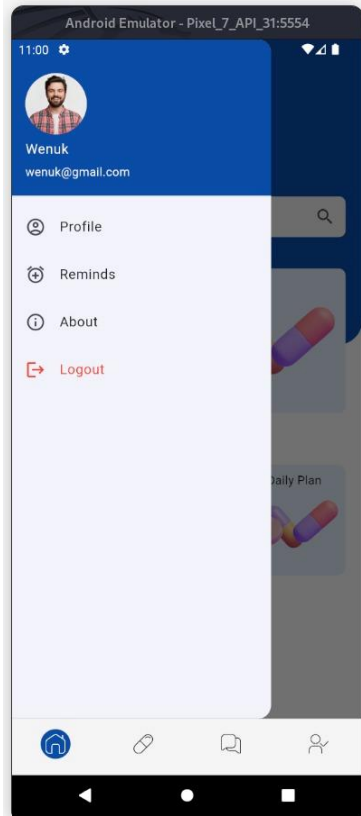 Android Emulator - Pixel_7_API_31:5554
11:00
Wenuk
wenuk@gmail.com
Profile
Reminds
About
Logout
Daily Plan